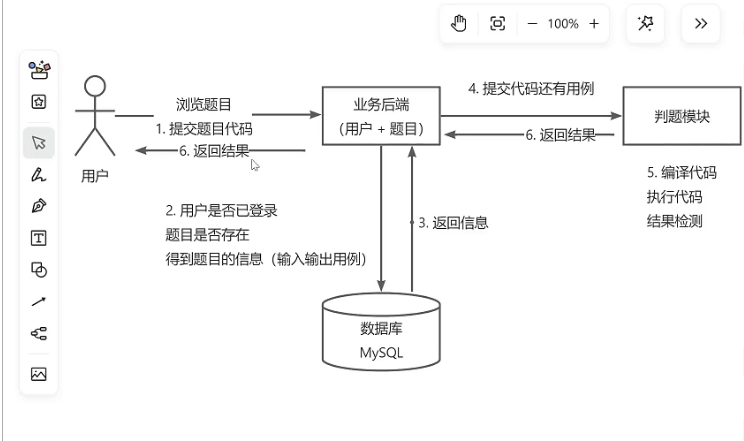 100%
浏览题目
1. 提交题目代码
6. 返回结果
用户
业务后端
（用户 + 题目）
4. 提交代码还有用例
6. 返回结果
判题模块
5. 编译代码
执行代码
结果检测
2. 用户是否已登录
题目是否存在
得到题目的信息（输入输出用例）
3. 返回信息
数据库
MySQL